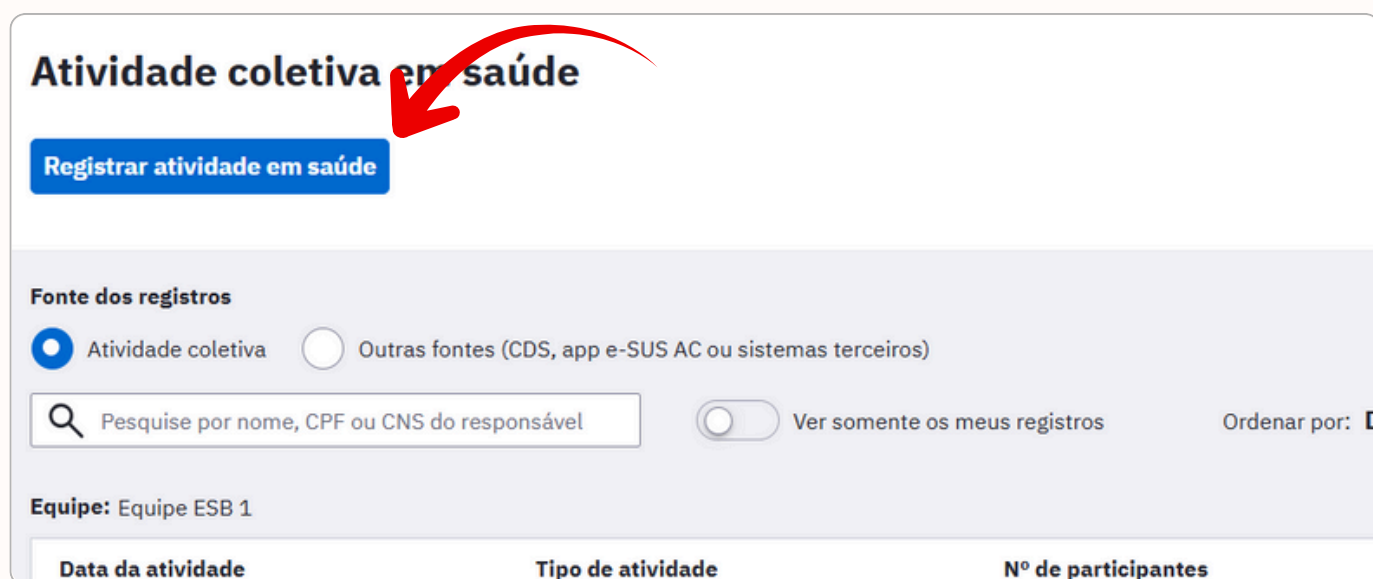 Atividade coletiva em saúde
Registrar atividade em saúde
Fonte dos registros
Atividade coletiva Outras fontes (CDS, app e-SUS AC ou sistemas terceiros)
Pesquise por nome, CPF ou CNS do responsável Ver somente os meus registros Ordenar por:
Equipe: Equipe ESB 1
Data da atividade Tipo de atividade Nº de participantes